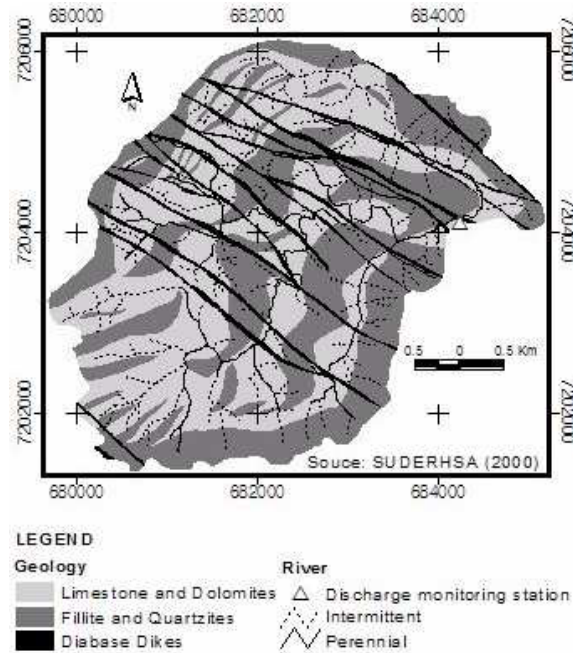 680000 682000 684000
7206000 7206000
N
7204000 7204000
0.5 0 0.5 Km
7202000 7202000
Souce: SUDERHSA (2000)
680000 682000 684000
LEGEND
Geology River
Limestone and Dolomites Discharge monitoring station
Fillite and Quartzites Intermittent
Diabase Dikes Perennial